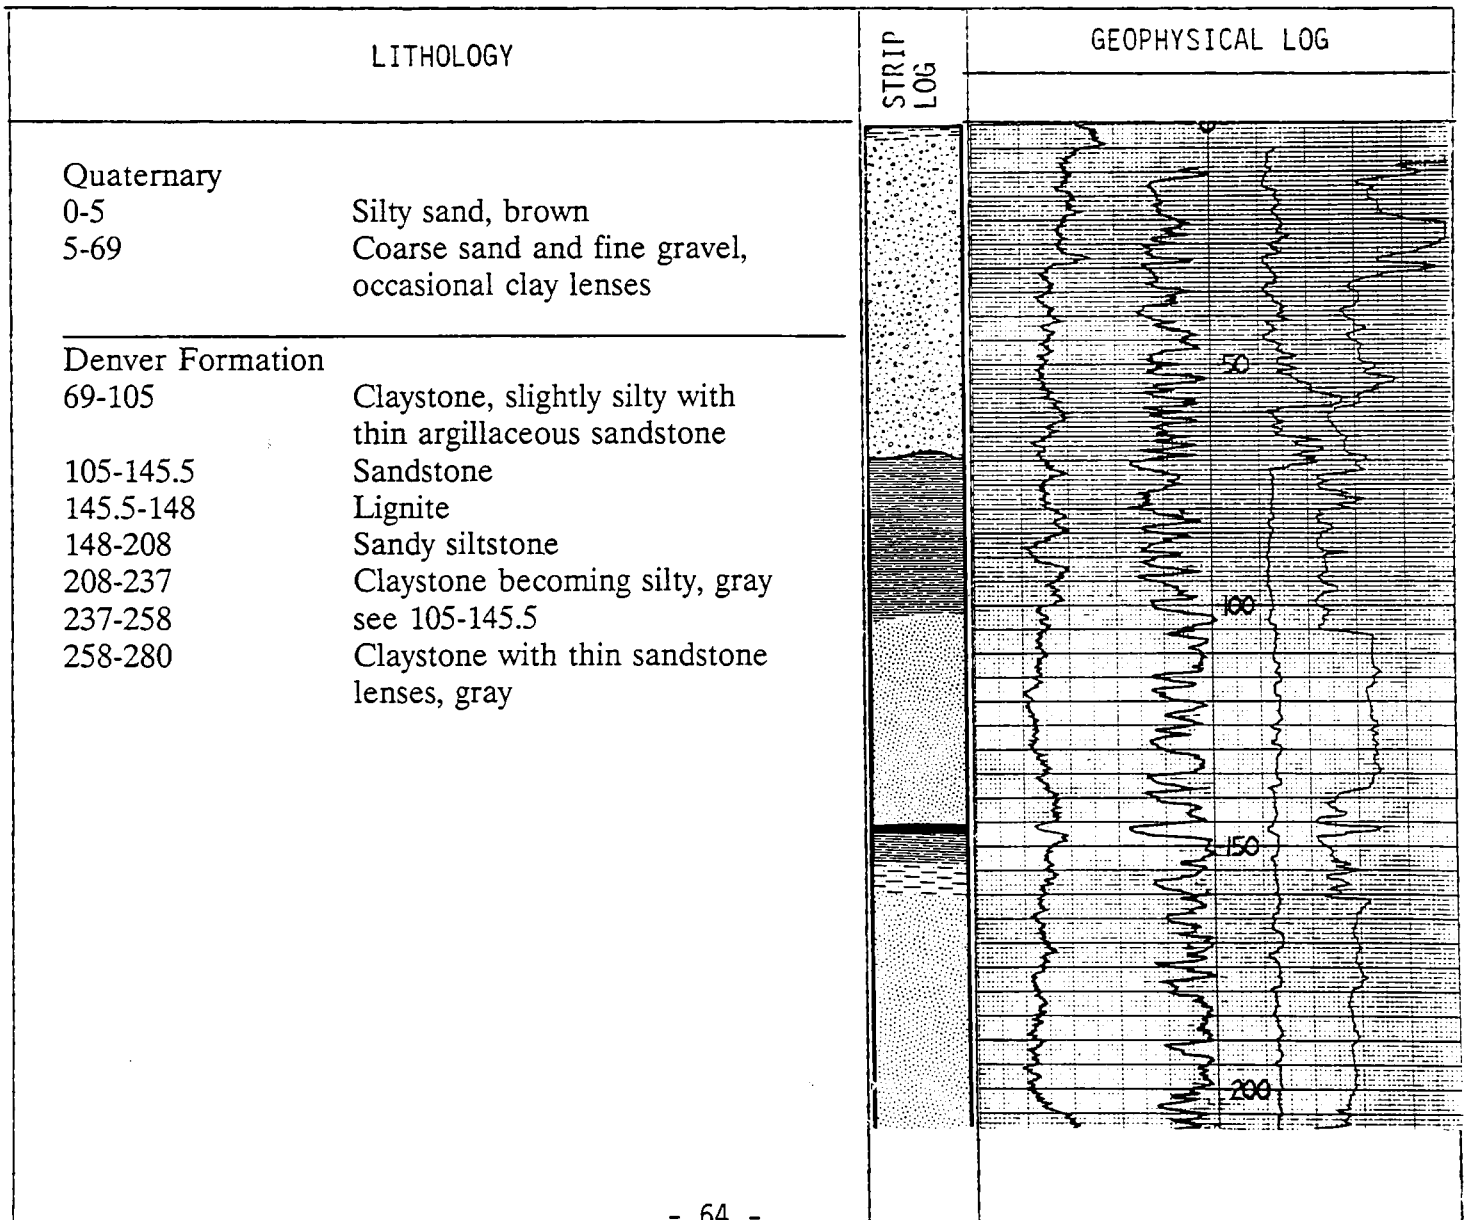 LITHOLOGY
STRIP LOG
GEOPHYSICAL LOG
Quaternary
0-5 Silty sand, brown
5-69 Coarse sand and fine gravel,
occasional clay lenses
Denver Formation
69-105 Claystone, slightly silty with
thin argillaceous sandstone
105-145.5 Sandstone
145.5-148 Lignite
148-208 Sandy siltstone
208-237 Claystone becoming silty, gray
237-258 see 105-145.5
258-280 Claystone with thin sandstone
lenses, gray
0
50
100
150
200
- 64 -